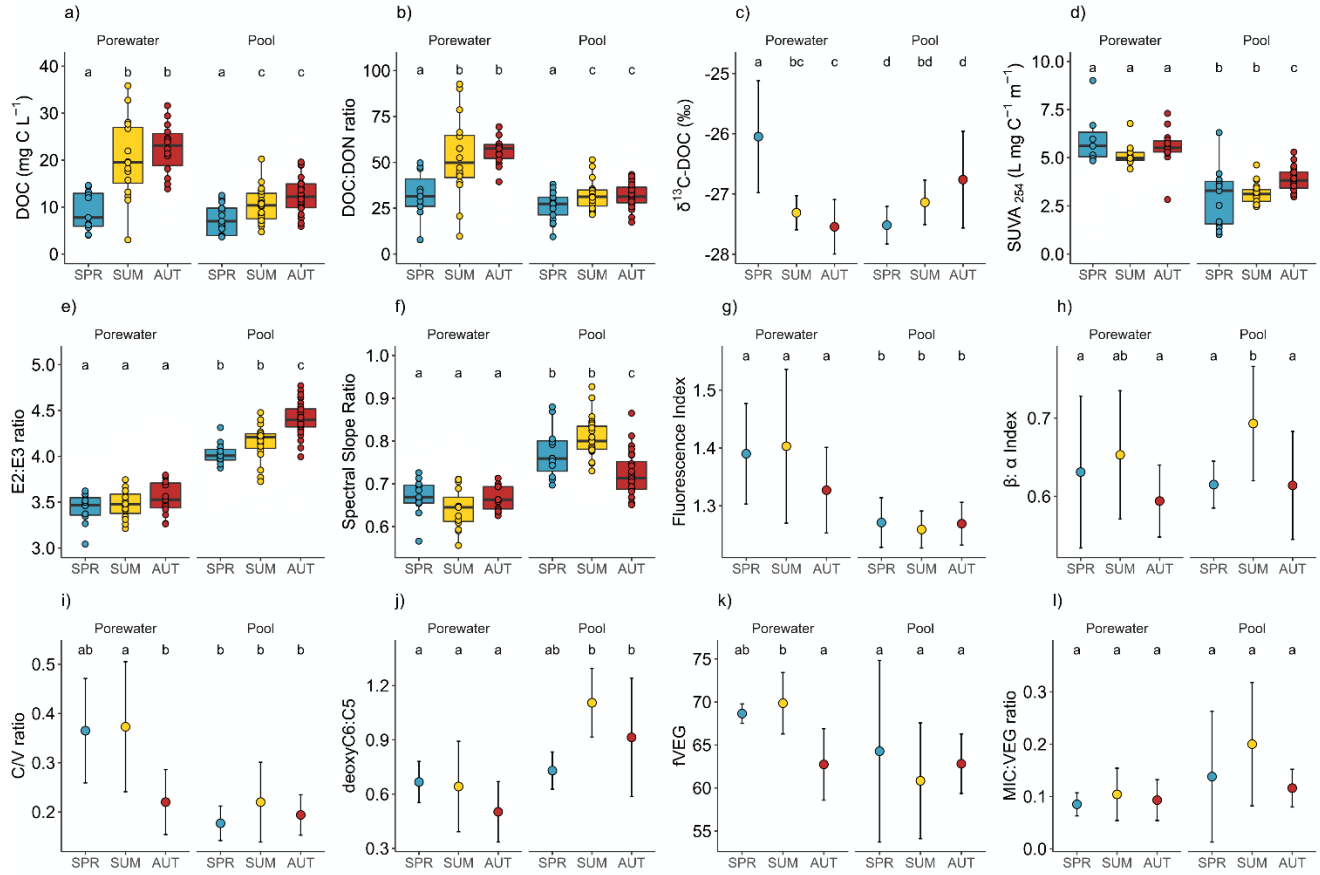 a)
Porewater Pool
a b b a c c
DOC (mg C L⁻¹)
40
30
20
10
0
SPR SUM AUT SPR SUM AUT
b)
Porewater Pool
a b b a c c
DOC:DON ratio
100
75
50
25
0
SPR SUM AUT SPR SUM AUT
c)
Porewater Pool
a bc c d bd d
δ¹³C-DOC (‰)
-25
-26
-27
-28
SPR SUM AUT SPR SUM AUT
d)
Porewater Pool
a a a b b c
SUVA ₂₅₄ (L mg C⁻¹ m⁻¹)
10.0
7.5
5.0
2.5
0.0
SPR SUM AUT SPR SUM AUT
e)
Porewater Pool
a a a b b c
E2:E3 ratio
5.0
4.5
4.0
3.5
3.0
SPR SUM AUT SPR SUM AUT
f)
Porewater Pool
a a a b b c
Spectral Slope Ratio
1.0
0.9
0.8
0.7
0.6
SPR SUM AUT SPR SUM AUT
g)
Porewater Pool
a a a b b b
Fluorescence Index
1.5
1.4
1.3
SPR SUM AUT SPR SUM AUT
h)
Porewater Pool
a ab a a b a
β: α Index
0.7
0.6
SPR SUM AUT SPR SUM AUT
i)
Porewater Pool
ab a b b b b
C/V ratio
0.5
0.4
0.3
0.2
SPR SUM AUT SPR SUM AUT
j)
Porewater Pool
a a a ab b b
deoxyC6:C5
1.2
0.9
0.6
0.3
SPR SUM AUT SPR SUM AUT
k)
Porewater Pool
ab b a a a a
fVEG
75
70
65
60
55
SPR SUM AUT SPR SUM AUT
l)
Porewater Pool
a a a a a a
MIC:VEG ratio
0.3
0.2
0.1
0.0
SPR SUM AUT SPR SUM AUT